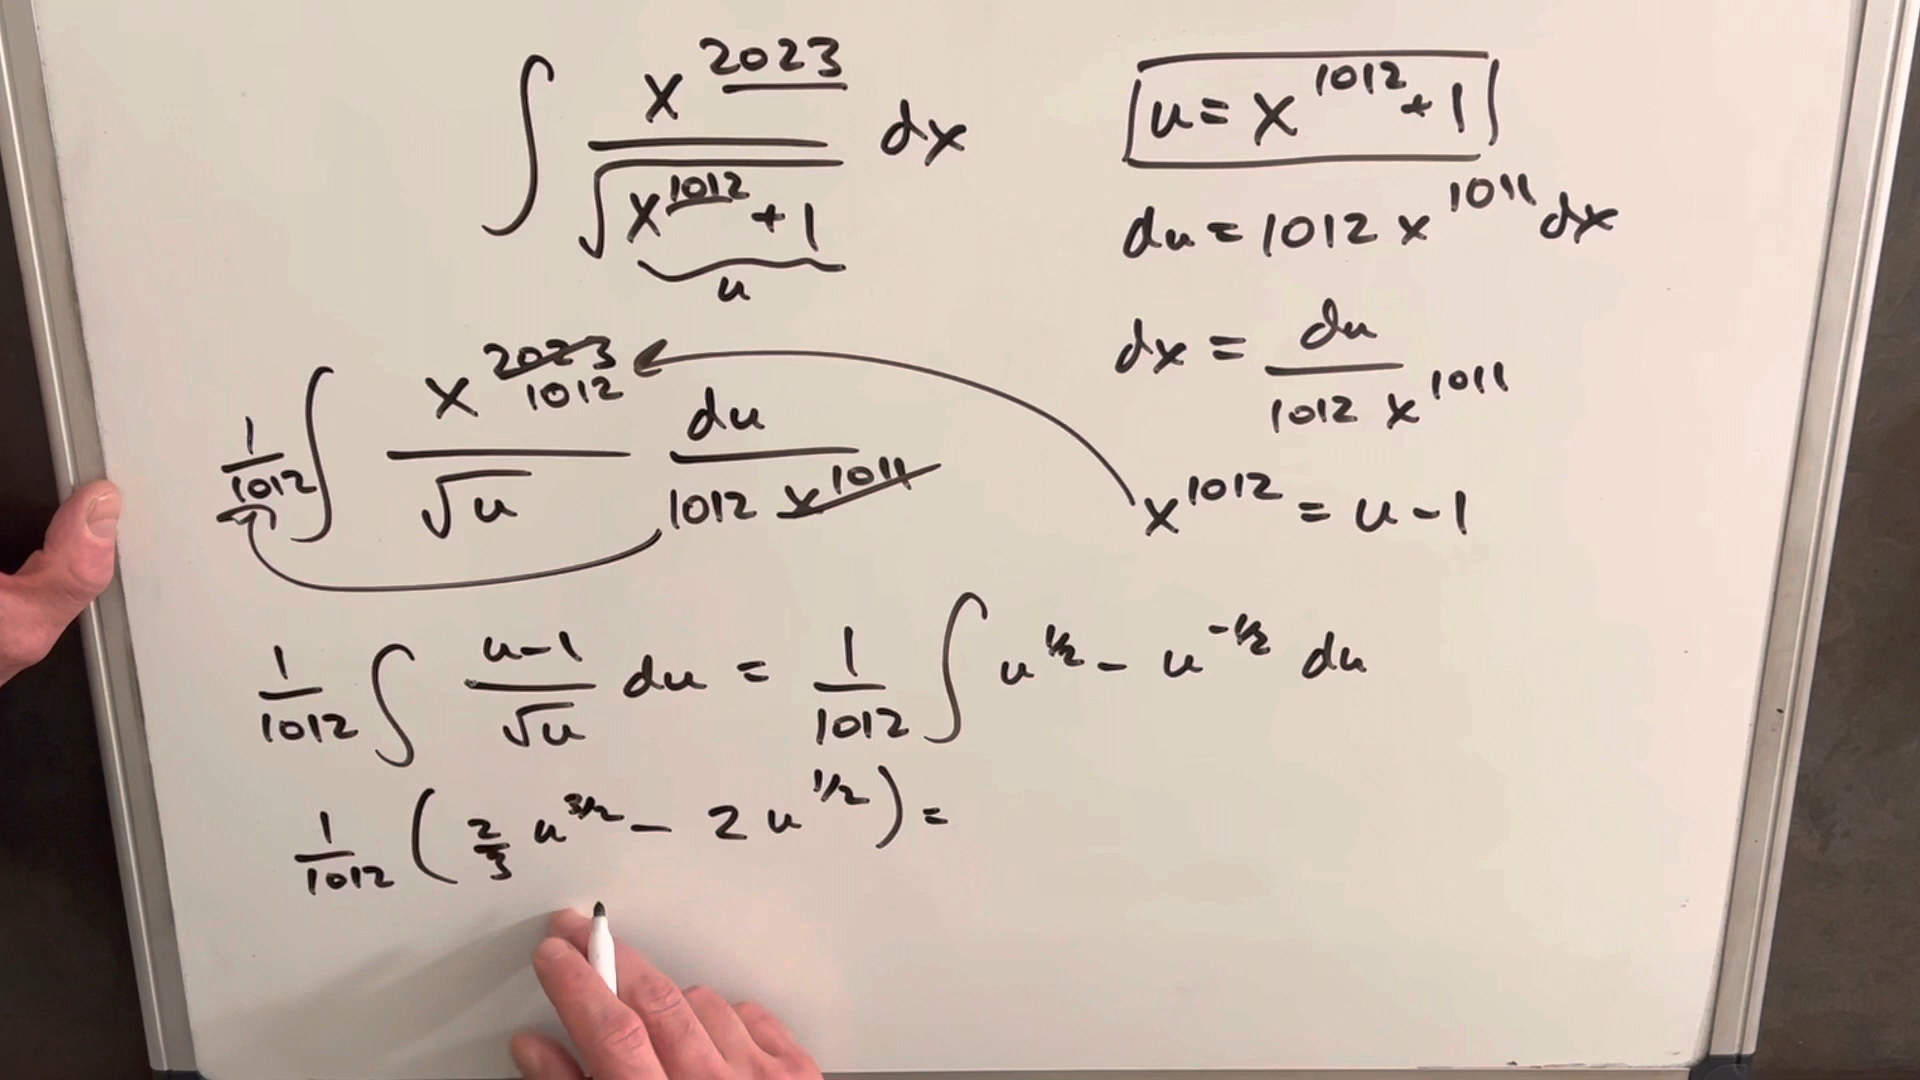 ∫ x^2023 / √(x^1012 + 1) dx
u
u = x^1012 + 1
du = 1012 x^1011 dx
dx = du / (1012 x^1011)
x^1012 = u - 1
1/1012 ∫ x^2023 1012 / √u du / (1012 x^1011)
1/1012 ∫ (u-1)/√u du = 1/1012 ∫ u^1/2 - u^-1/2 du
1/1012 ( 2/3 u^3/2 - 2 u^1/2 ) =